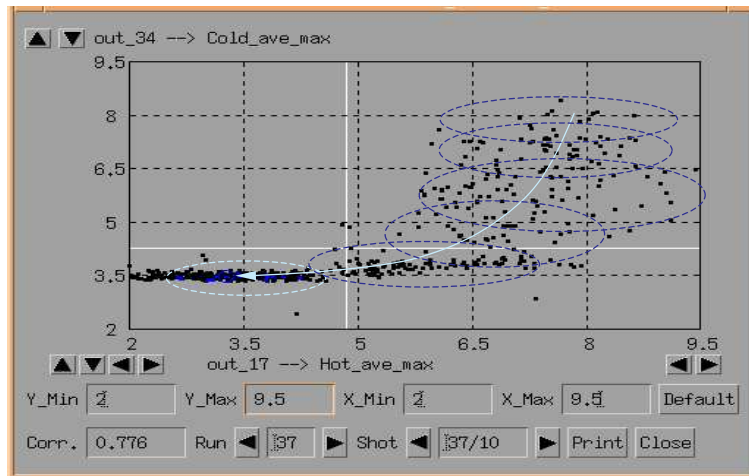 out_34 --> Cold_ave_max
9.5
8
6.5
5
3.5
2
2 3.5 5 6.5 8 9.5
out_17 --> Hot_ave_max
Y_Min 2 Y_Max 9.5 X_Min 2 X_Max 9.5 Default
Corr. 0.776 Run 37 Shot 37/10 Print Close